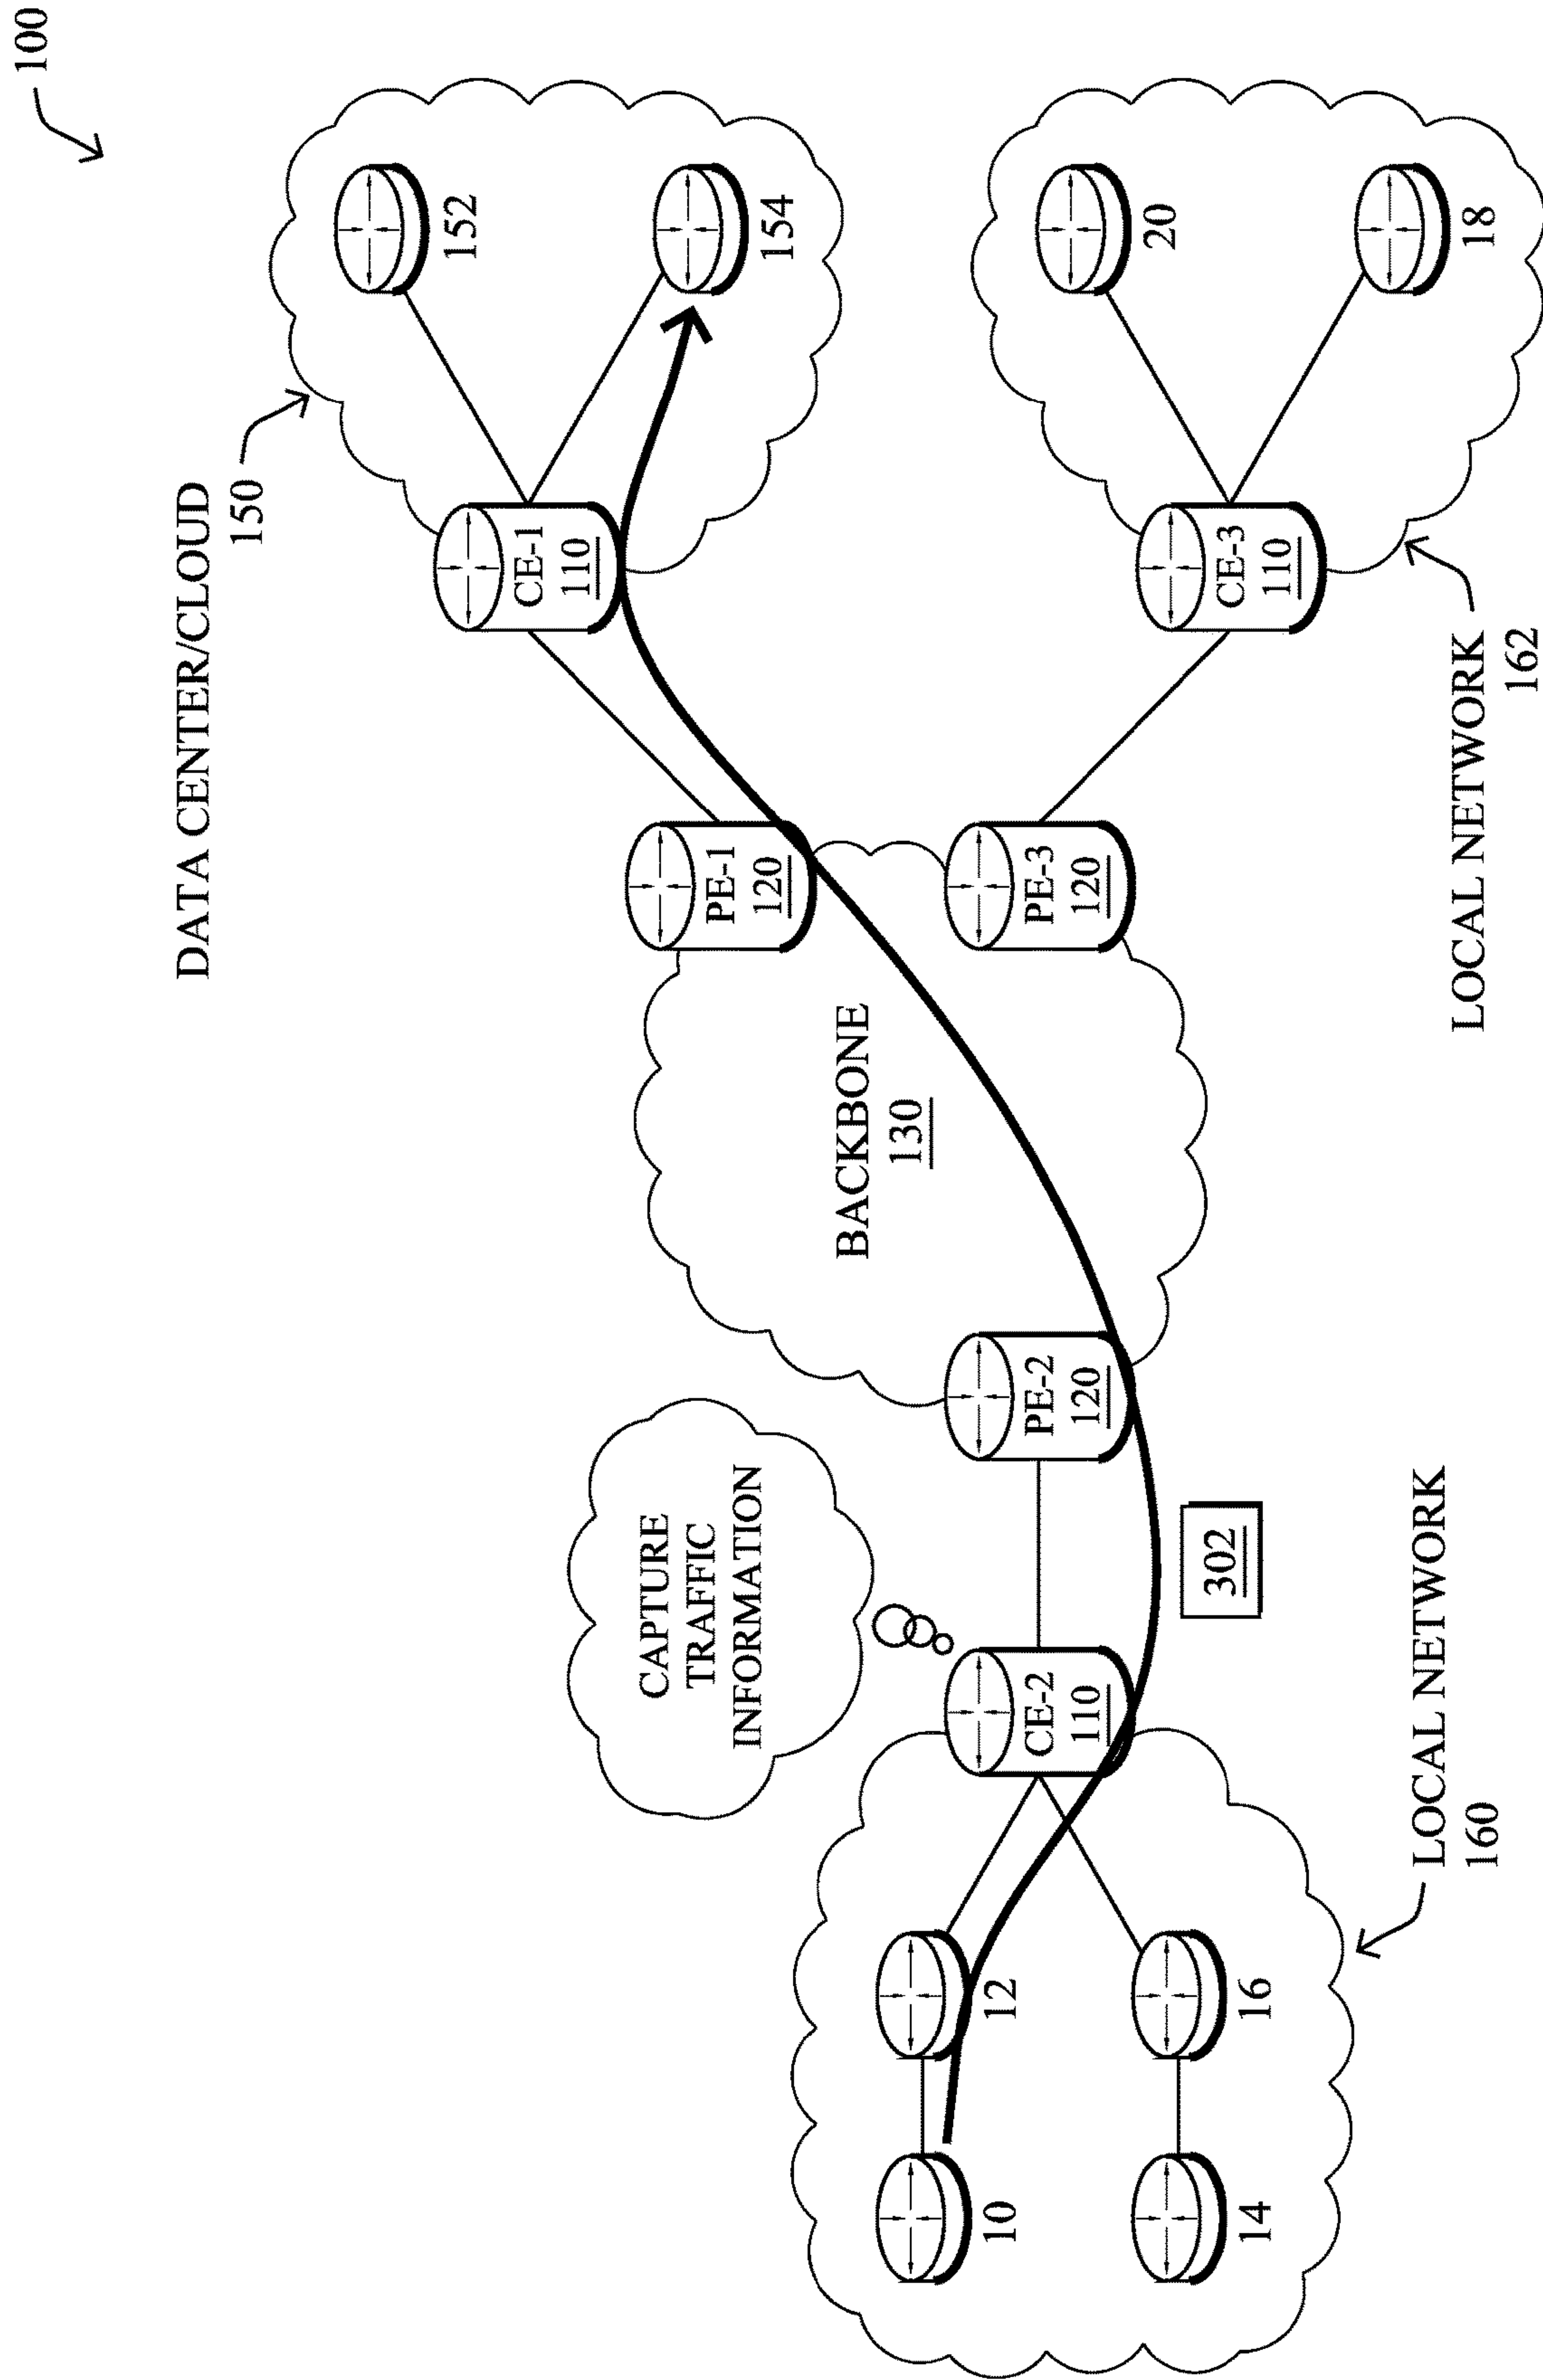 100
DATA CENTER/CLOUD
150
152
154
CE-1
110
PE-1
120
BACKBONE
130
CAPTURE
TRAFFIC
INFORMATION
10
12
14
16
CE-2
110
PE-2
120
302
PE-3
120
CE-3
110
20
18
LOCAL NETWORK
160
LOCAL NETWORK
162